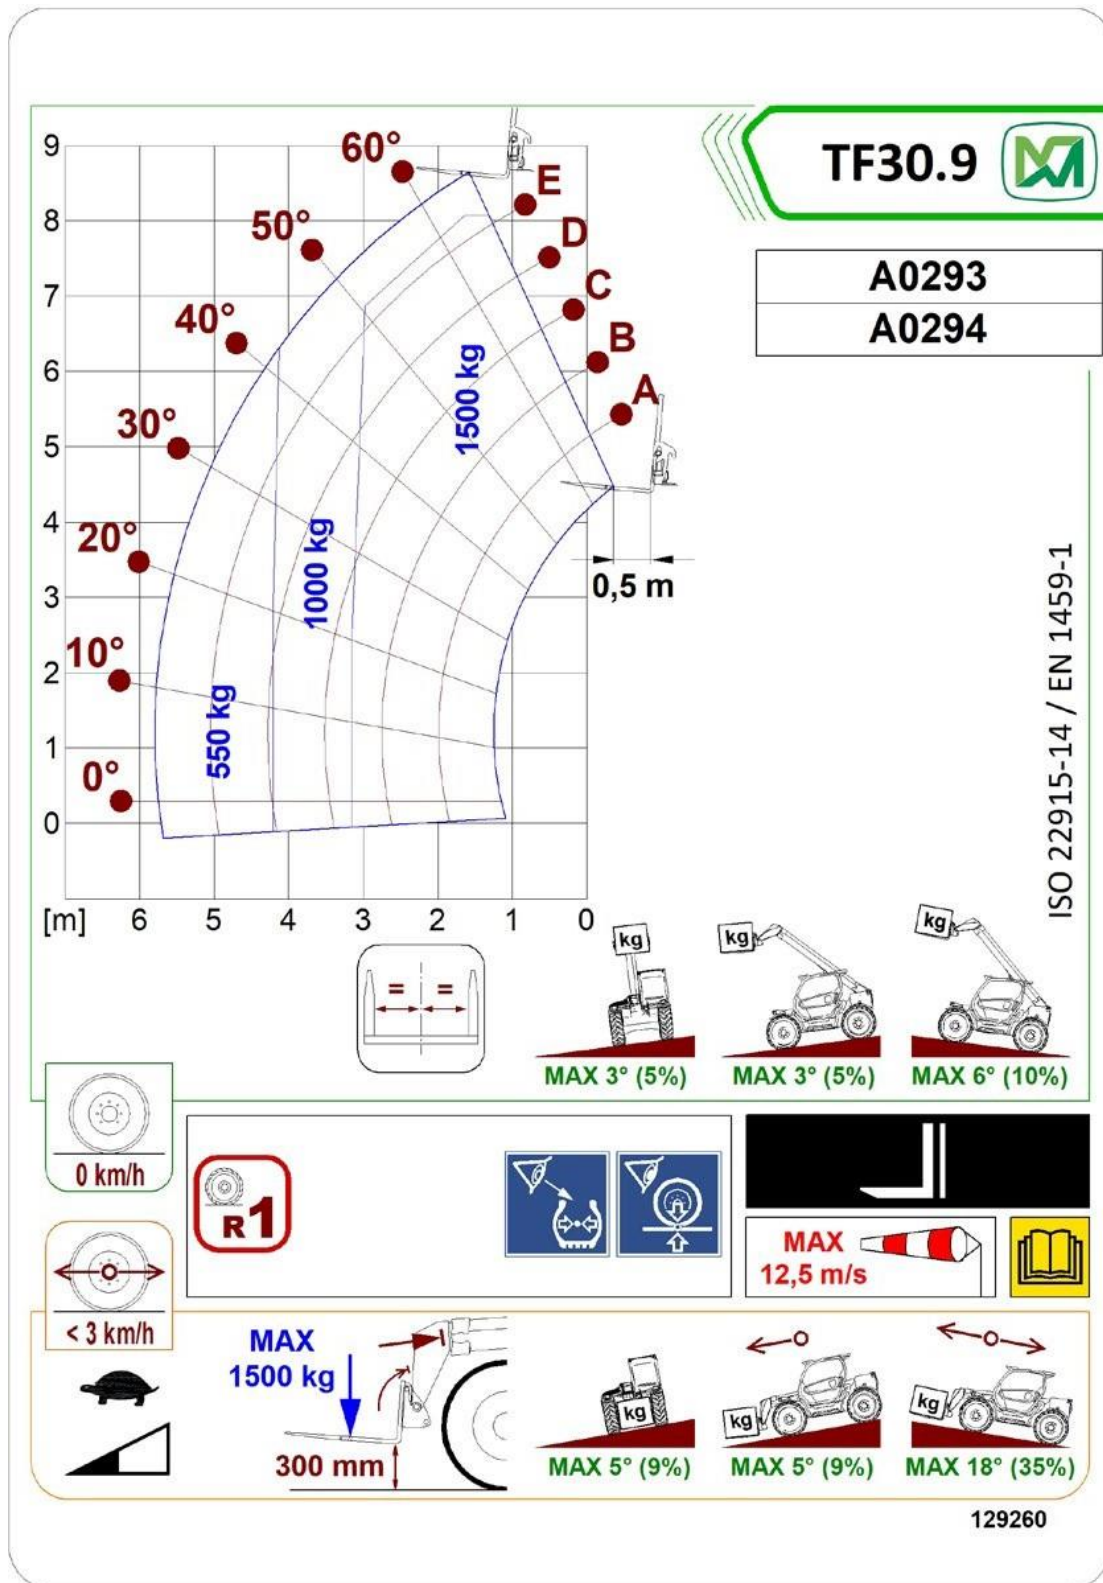 TF30.9
A0293
A0294
9
8
7
6
5
4
3
2
1
0
60°
50°
40°
30°
20°
10°
0°
E
D
C
B
A
1500 kg
1000 kg
550 kg
0,5 m
[m] 6 5 4 3 2 1 0
ISO 22915-14 / EN 1459-1
= =
kg
kg
kg
MAX 3° (5%)
MAX 3° (5%)
MAX 6° (10%)
0 km/h
R1
MAX
12,5 m/s
< 3 km/h
MAX
1500 kg
300 mm
kg
kg
kg
MAX 5° (9%)
MAX 5° (9%)
MAX 18° (35%)
129260